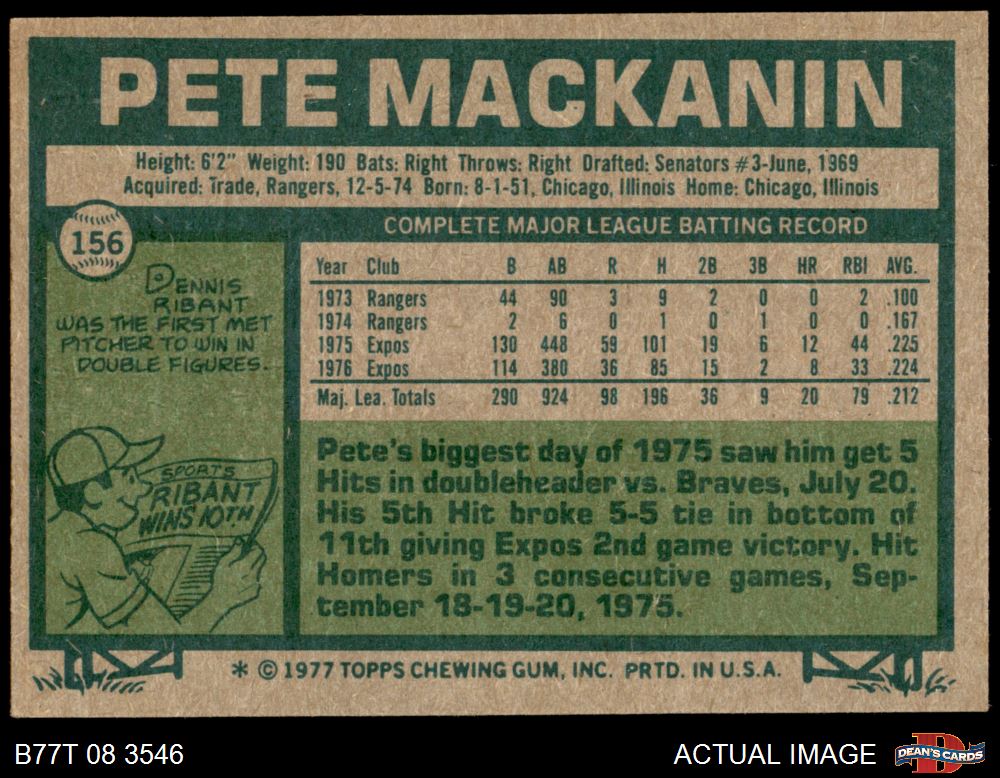 PETE MACKANIN
Height: 6'2" Weight: 190 Bats: Right Throws: Right Drafted: Senators #3-June, 1969
Acquired: Trade, Rangers, 12-5-74 Born: 8-1-51, Chicago, Illinois Home: Chicago, Illinois
156
DENNIS
RIBANT
WAS THE FIRST MET
PITCHER TO WIN IN
DOUBLE FIGURES.
SPORTS
RIBANT
WINS 10TH
COMPLETE MAJOR LEAGUE BATTING RECORD
Year Club B AB R H 2B 3B HR RBI AVG.
1973 Rangers 44 90 3 9 2 0 0 2 .100
1974 Rangers 2 6 0 1 0 1 0 0 .167
1975 Expos 130 448 59 101 19 6 12 44 .225
1976 Expos 114 380 36 85 15 2 8 33 .224
Maj. Lea. Totals 290 924 98 196 36 9 20 79 .212
Pete's biggest day of 1975 saw him get 5
Hits in doubleheader vs. Braves, July 20.
His 5th Hit broke 5-5 tie in bottom of
11th giving Expos 2nd game victory. Hit
Homers in 3 consecutive games, Sep-
tember 18-19-20, 1975.
* © 1977 TOPPS CHEWING GUM, INC. PRTD. IN U.S.A.
B77T 08 3546
ACTUAL IMAGE
D
DEAN'S CARDS